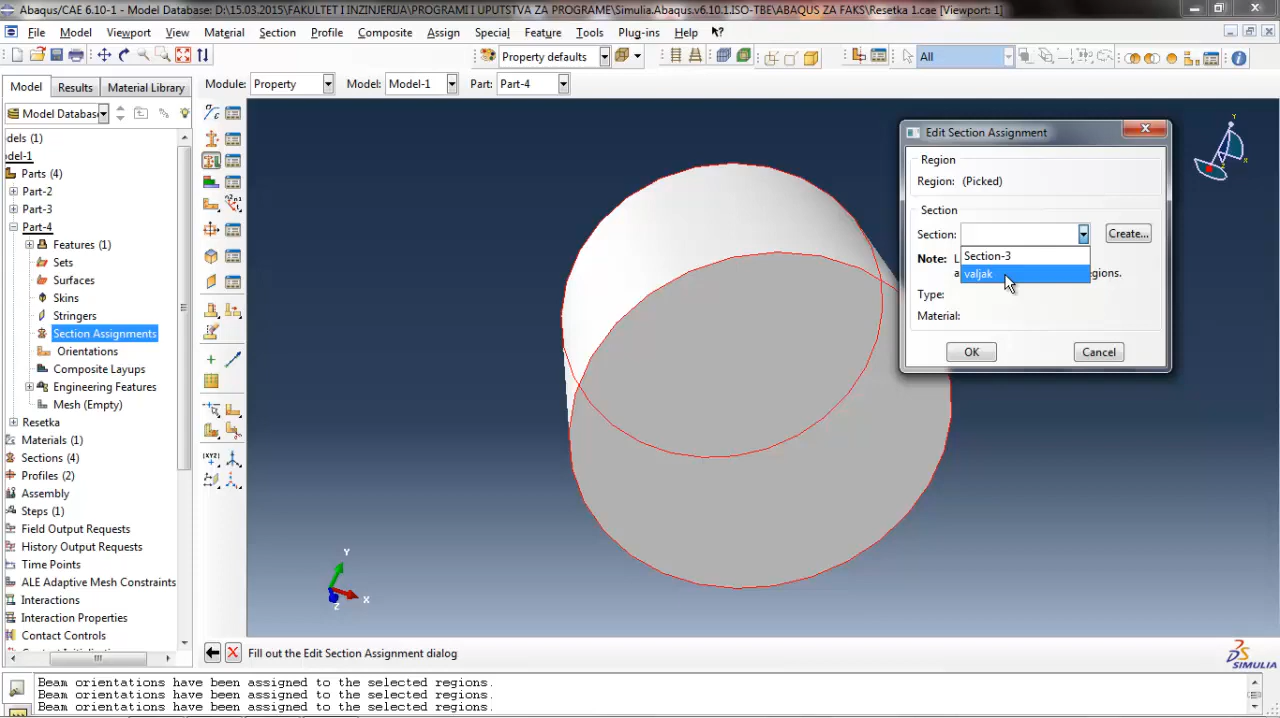 Abaqus/CAE 6.10-1 - Model Database: D:\15.03.2015\FAKULTET I INZINJERIJA\PROGRAMI I UPUTSTVA ZA PROGRAME\Simulia.Abaqus.v6.10.1.ISO-TBE\ABAQUS ZA FAKS\Resetka 1.cae [Viewport: 1]
File Model Viewport View Material Section Profile Composite Assign Special Feature Tools Plug-ins Help
Property defaults All
Model Results Material Library Module: Property Model: Model-1 Part: Part-4
Model Databas
dels (1)
odel-1
Parts (4)
Part-2
Part-3
Part-4
Features (1)
Sets
Surfaces
Skins
Stringers
Section Assignments
Orientations
Composite Layups
Engineering Features
Mesh (Empty)
Resetka
Materials (1)
Sections (4)
Profiles (2)
Assembly
Steps (1)
Field Output Requests
History Output Requests
Time Points
ALE Adaptive Mesh Constraints
Interactions
Interaction Properties
Contact Controls
Edit Section Assignment
Region
Region: (Picked)
Section
Section: Create...
Section-3
Note: L
valjak
a egions.
Type:
Material:
OK Cancel
Y
X
Z
Y
X
Z
Fill out the Edit Section Assignment dialog
SIMULIA
Beam orientations have been assigned to the selected regions.
Beam orientations have been assigned to the selected regions.
Beam orientations have been assigned to the selected regions.